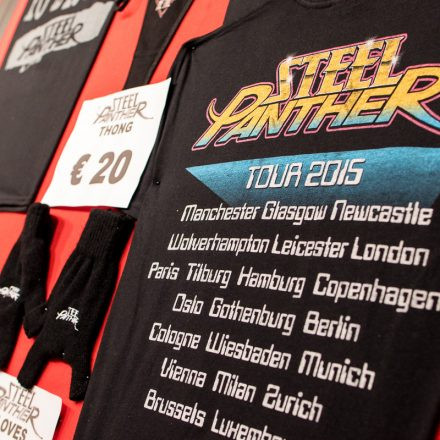 STEEL
PANTHER
THONG
€ 20
STEEL
PANTHER
TOUR 2015
Manchester Glasgow Newcastle
Wolverhampton Leicester London
Paris Tilburg Hamburg Copenhagen
Oslo Gothenburg Berlin
Cologne Wiesbaden Munich
Vienna Milan Zurich
Brussels
STEEL
PANTHER
STEEL
PANTHER